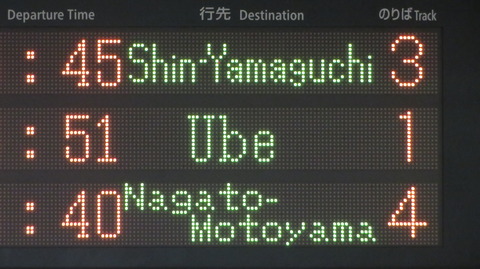 Departure Time 行先 Destination のりば Track
:45 Shin-Yamaguchi 3
:51 Ube 1
:40 Nagato- 4
Motoyama